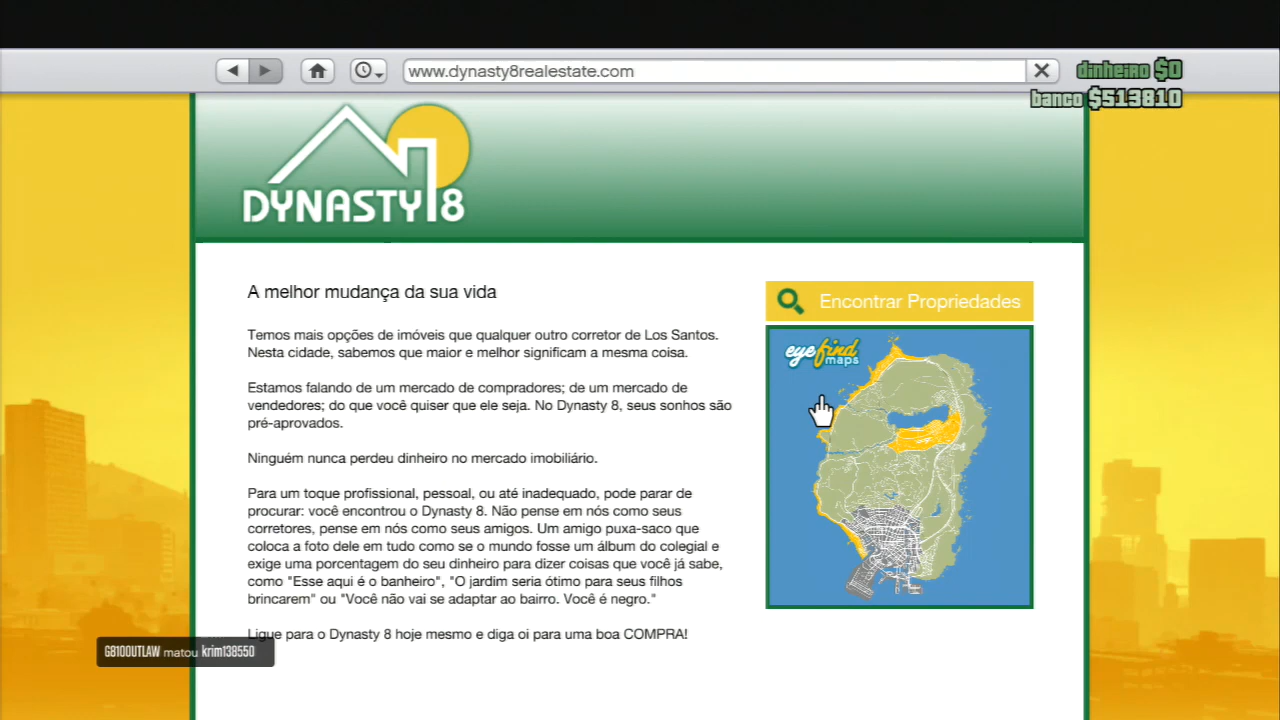 www.dynasty8realestate.com
dinheiro $0
banco $513810
DYNASTY 8
A melhor mudança da sua vida
Temos mais opções de imóveis que qualquer outro corretor de Los Santos.
Nesta cidade, sabemos que maior e melhor significam a mesma coisa.
Estamos falando de um mercado de compradores; de um mercado de
vendedores; do que você quiser que ele seja. No Dynasty 8, seus sonhos são
pré-aprovados.
Ninguém nunca perdeu dinheiro no mercado imobiliário.
Para um toque profissional, pessoal, ou até inadequado, pode parar de
procurar: você encontrou o Dynasty 8. Não pense em nós como seus
corretores, pense em nós como seus amigos. Um amigo puxa-saco que
coloca a foto dele em tudo como se o mundo fosse um álbum do colegial e
exige uma porcentagem do seu dinheiro para dizer coisas que você já sabe,
como "Esse aqui é o banheiro", "O jardim seria ótimo para seus filhos
brincarem" ou "Você não vai se adaptar ao bairro. Você é negro."
Ligue para o Dynasty 8 hoje mesmo e diga oi para uma boa COMPRA!
Encontrar Propriedades
eyefind
maps
G810OUTLAW matou krim138550